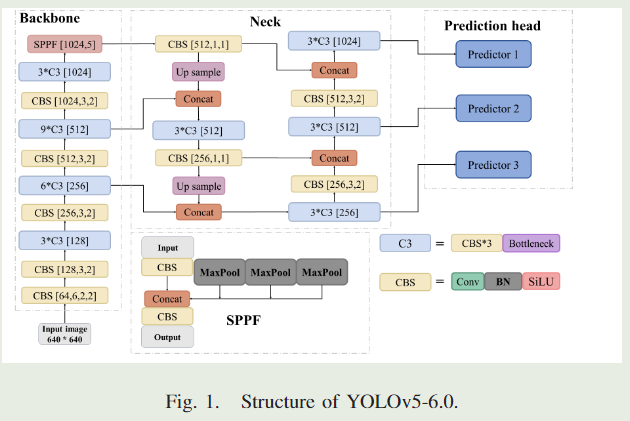 Backbone
SPPF [1024,5]
3*C3 [1024]
CBS [1024,3,2]
9*C3 [512]
CBS [512,3,2]
6*C3 [256]
CBS [256,3,2]
3*C3 [128]
CBS [128,3,2]
CBS [64,6,2,2]
Input image
640 * 640
Neck
CBS [512,1,1]
Up sample
Concat
3*C3 [512]
CBS [256,1,1]
Up sample
Concat
3*C3 [1024]
Concat
CBS [512,3,2]
3*C3 [512]
Concat
CBS [256,3,2]
3*C3 [256]
Prediction head
Predictor 1
Predictor 2
Predictor 3
Input
CBS
MaxPool MaxPool MaxPool
Concat
CBS
Output
SPPF
C3 = CBS*3 Bottleneck
CBS = Conv BN SiLU
Fig. 1. Structure of YOLOv5-6.0.